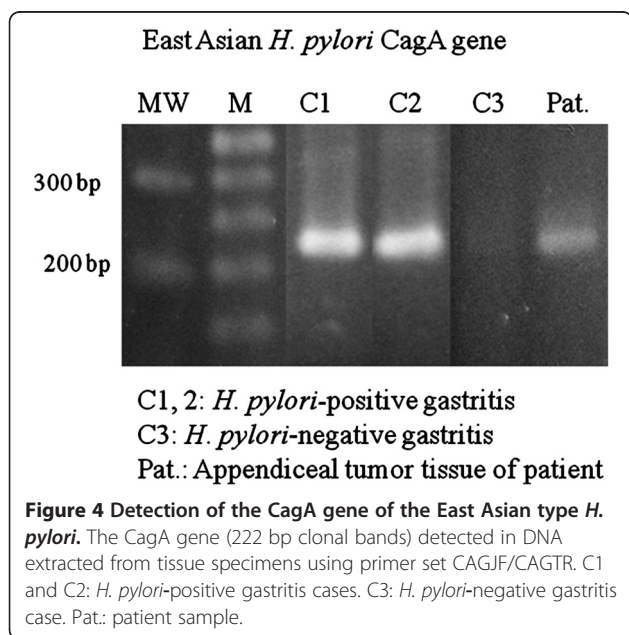 East Asian H. pylori CagA gene
MW M C1 C2 C3 Pat.
300 bp
200 bp
C1, 2: H. pylori-positive gastritis
C3: H. pylori-negative gastritis
Pat.: Appendiceal tumor tissue of patient
Figure 4 Detection of the CagA gene of the East Asian type H.
pylori. The CagA gene (222 bp clonal bands) detected in DNA
extracted from tissue specimens using primer set CAGJF/CAGTR. C1
and C2: H. pylori-positive gastritis cases. C3: H. pylori-negative gastritis
case. Pat.: patient sample.